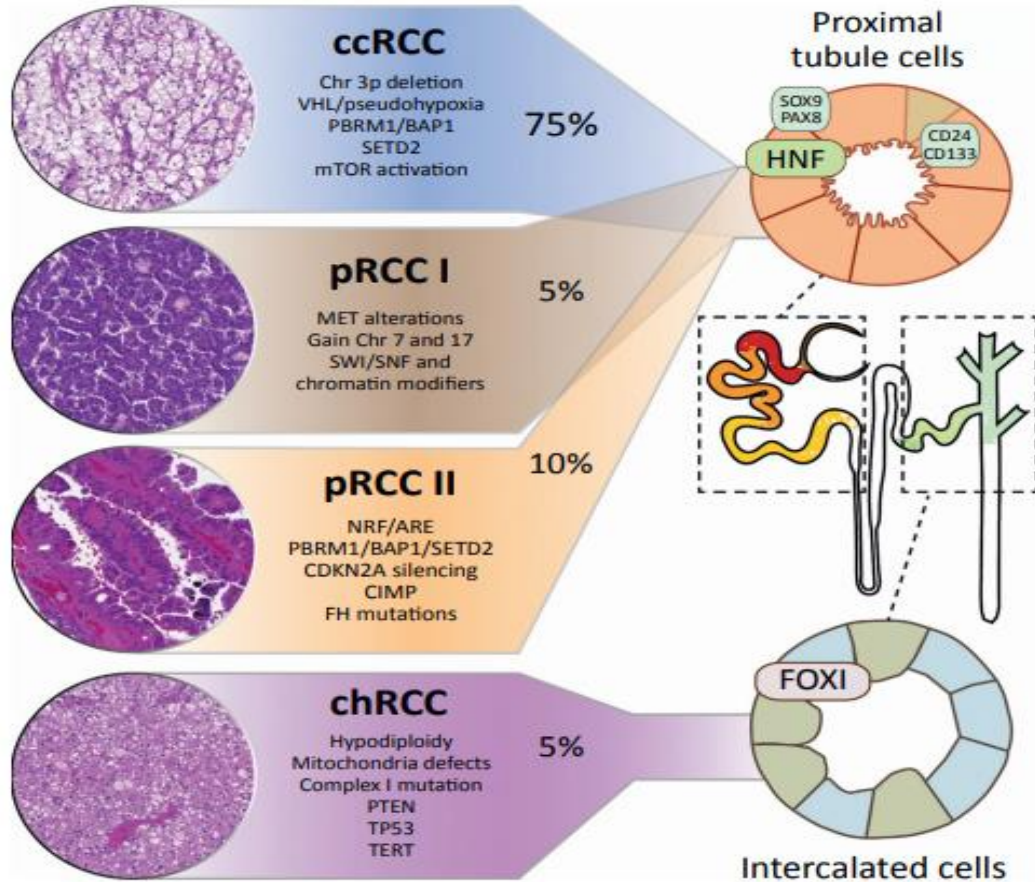 ccRCC
Chr 3p deletion
VHL/pseudohypoxia
PBRM1/BAP1
SETD2
mTOR activation
75%
pRCC I
MET alterations
Gain Chr 7 and 17
SWI/SNF and
chromatin modifiers
5%
pRCC II
NRF/ARE
PBRM1/BAP1/SETD2
CDKN2A silencing
CIMP
FH mutations
10%
chRCC
Hypodiploidy
Mitochondria defects
Complex I mutation
PTEN
TP53
TERT
5%
Proximal
tubule cells
SOX9
PAX8
HNF
CD24
CD133
FOXI
Intercalated cells